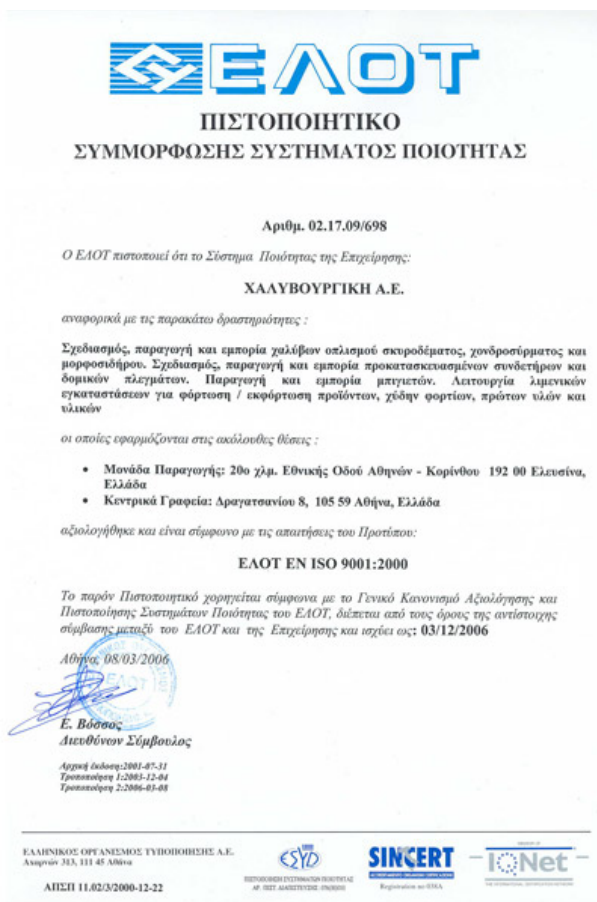 ΕΛΟΤ
ΠΙΣΤΟΠΟΙΗΤΙΚΟ
ΣΥΜΜΟΡΦΩΣΗΣ ΣΥΣΤΗΜΑΤΟΣ ΠΟΙΟΤΗΤΑΣ
Αριθμ. 02.17.09/698
Ο ΕΛΟΤ πιστοποιεί ότι το Σύστημα Ποιότητας της Επιχείρησης:
ΧΑΛΥΒΟΥΡΓΙΚΗ Α.Ε.
αναφορικά με τις παρακάτω δραστηριότητες :
Σχεδιασμός, παραγωγή και εμπορία χαλύβων οπλισμού σκυροδέματος, χονδροσύρματος και
μορφοσιδήρου. Σχεδιασμός, παραγωγή και εμπορία προκατασκευασμένων συνδετήρων και
δομικών πλεγμάτων. Παραγωγή και εμπορία μπιγιετών. Λειτουργία λιμενικών
εγκαταστάσεων για φόρτωση / εκφόρτωση προϊόντων, χύδην φορτίων, πρώτων υλών και
υλικών
οι οποίες εφαρμόζονται στις ακόλουθες θέσεις :
• Μονάδα Παραγωγής: 20ο χλμ. Εθνικής Οδού Αθηνών - Κορίνθου 192 00 Ελευσίνα,
Ελλάδα
• Κεντρικά Γραφεία: Δραγατσανίου 8, 105 59 Αθήνα, Ελλάδα
αξιολογήθηκε και είναι σύμφωνο με τις απαιτήσεις του Προτύπου:
ΕΛΟΤ ΕΝ ISO 9001:2000
Το παρόν Πιστοποιητικό χορηγείται σύμφωνα με το Γενικό Κανονισμό Αξιολόγησης και
Πιστοποίησης Συστημάτων Ποιότητας του ΕΛΟΤ, διέπεται από τους όρους της αντίστοιχης
σύμβασης μεταξύ του ΕΛΟΤ και της Επιχείρησης και ισχύει ως: 03/12/2006
Αθήνα, 08/03/2006
ΕΛΟΤ
Ε. Βόσσος
Διευθύνων Σύμβουλος
Αρχική έκδοση:2001-07-31
Τροποποίηση 1:2003-12-04
Τροποποίηση 2:2006-03-08
ΕΛΛΗΝΙΚΟΣ ΟΡΓΑΝΙΣΜΟΣ ΤΥΠΟΠΟΙΗΣΗΣ Α.Ε.
Αχαρνών 313, 111 45 Αθήνα
ΑΠΣΠ 11.02/3/2000-12-22
ΕΣΥD
SINCERT
Registration no 038A
IQNet